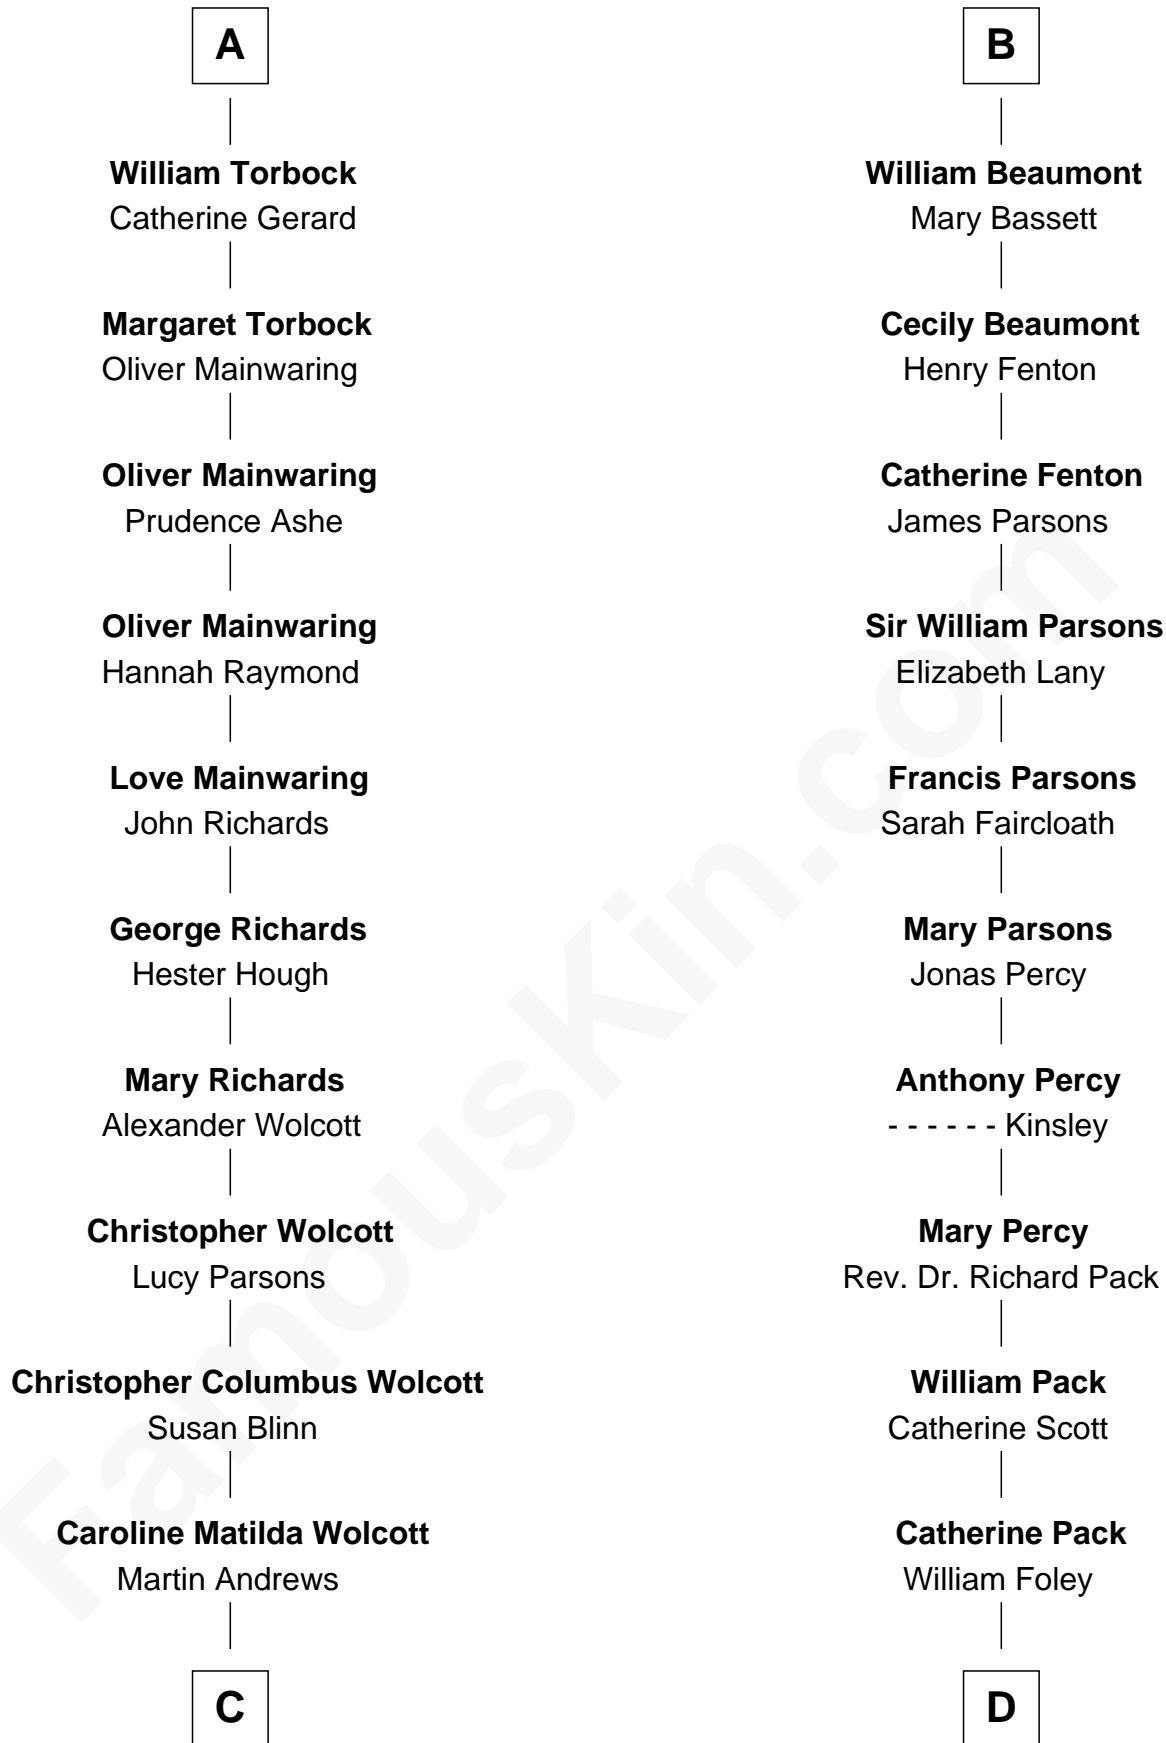 A
William Torbock
Catherine Gerard
Margaret Torbock
Oliver Mainwaring
Oliver Mainwaring
Prudence Ashe
Oliver Mainwaring
Hannah Raymond
Love Mainwaring
John Richards
George Richards
Hester Hough
Mary Richards
Alexander Wolcott
Christopher Wolcott
Lucy Parsons
Christopher Columbus Wolcott
Susan Blinn
Caroline Matilda Wolcott
Martin Andrews
C
B
William Beaumont
Mary Bassett
Cecily Beaumont
Henry Fenton
Catherine Fenton
James Parsons
Sir William Parsons
Elizabeth Lany
Francis Parsons
Sarah Faircloath
Mary Parsons
Jonas Percy
Anthony Percy
- - - - - - Kinsley
Mary Percy
Rev. Dr. Richard Pack
William Pack
Catherine Scott
Catherine Pack
William Foley
D
FamousKin.com